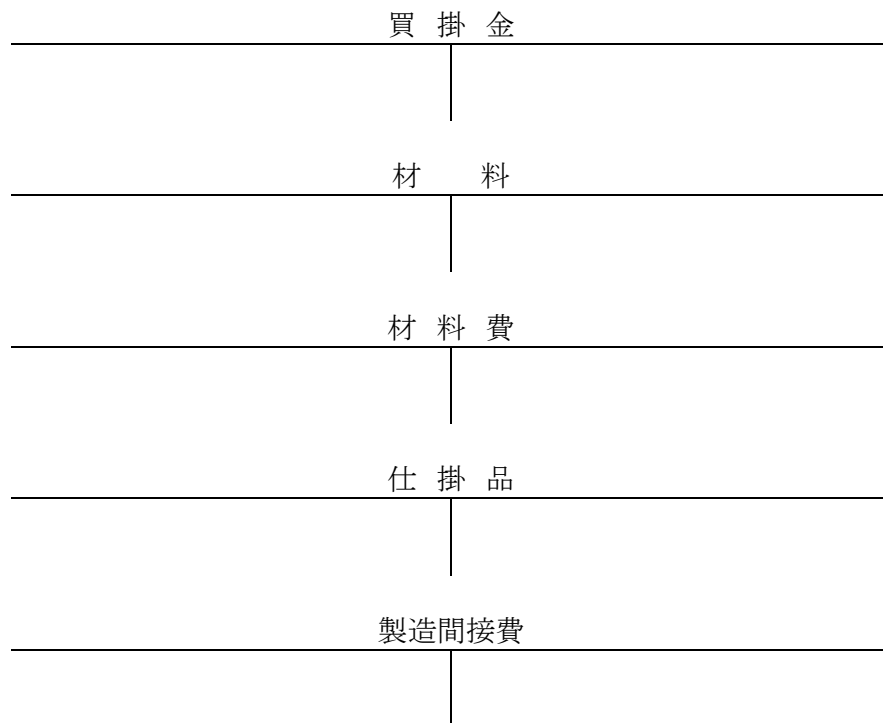 買掛金
材　料
材料費
仕掛品
製造間接費